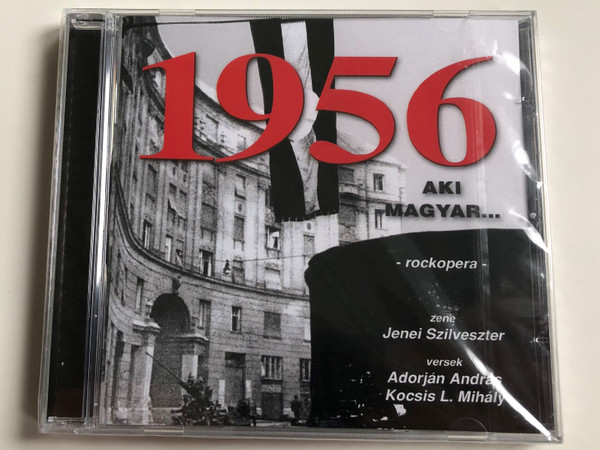 1956
AKI
MAGYAR...
- rockopera -
zene
Jenei Szilveszter
versek
Adorján András
Kocsis L. Mihály